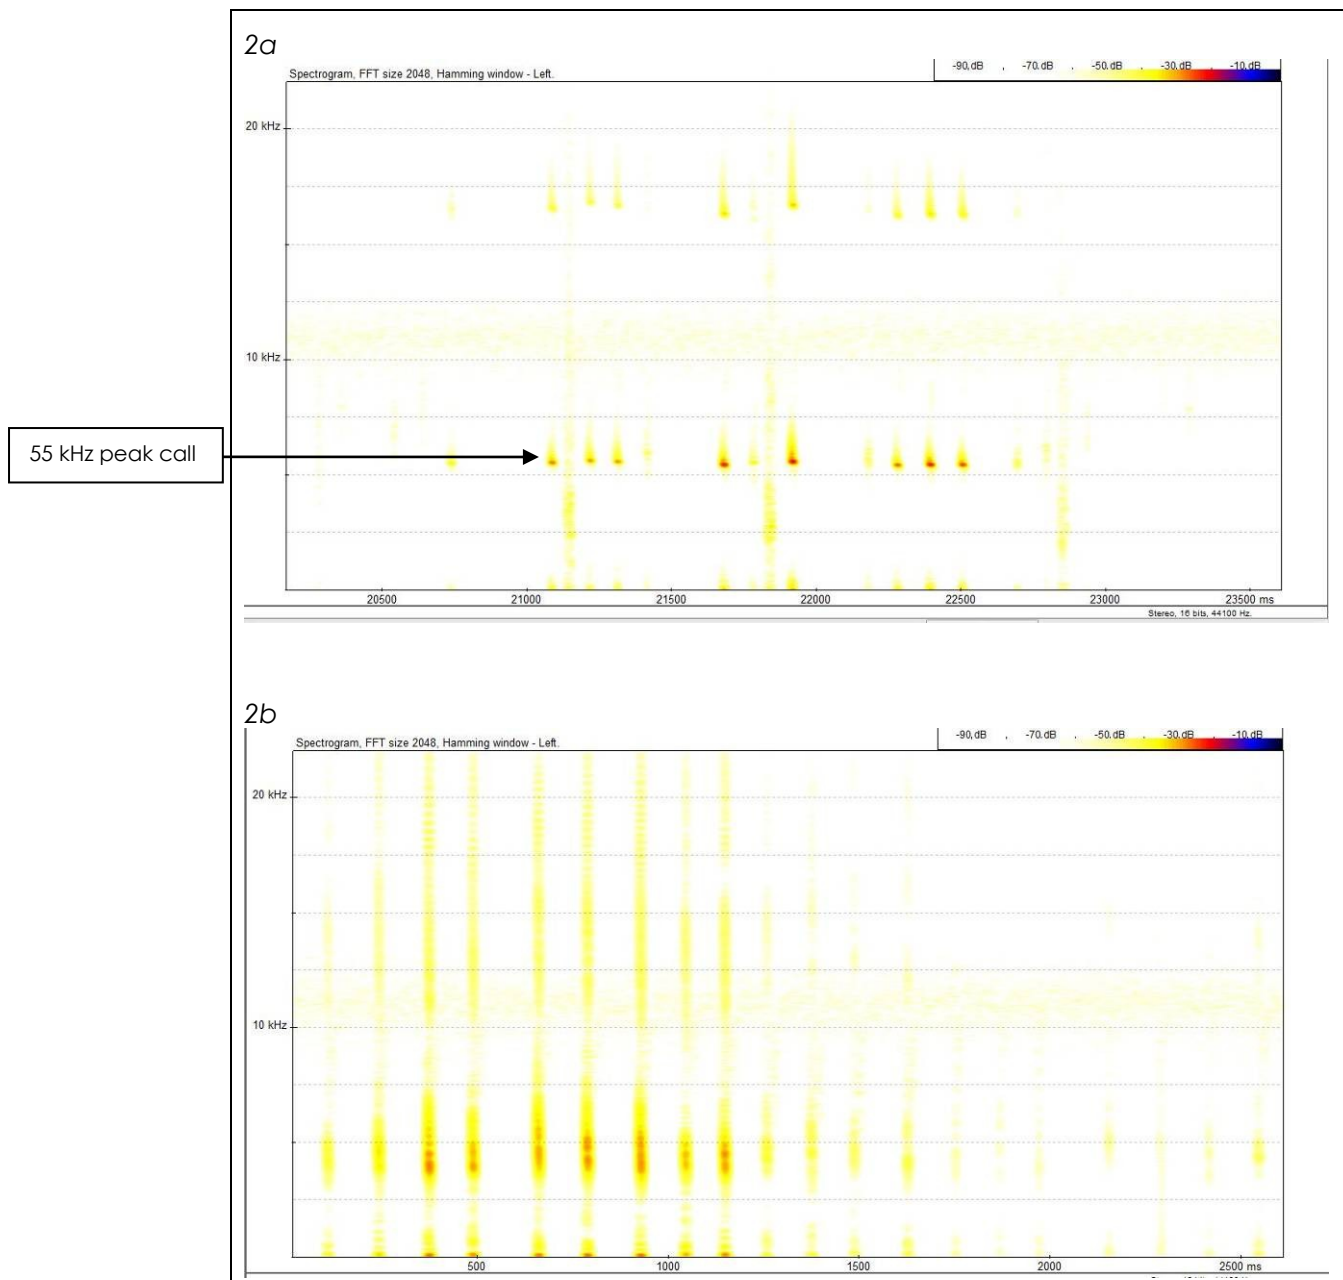 2a
Spectrogram, FFT size 2048, Hamming window - Left.
-90.dB . -70.dB . -50.dB . -30.dB . -10.dB
20 kHz
10 kHz
55 kHz peak call
20500 21000 21500 22000 22500 23000 23500 ms
Stereo, 16 bits, 44100 Hz.
2b
Spectrogram, FFT size 2048, Hamming window - Left.
-90.dB . -70.dB . -50.dB . -30.dB . -10.dB
20 kHz
10 kHz
500 1000 1500 2000 2500 ms